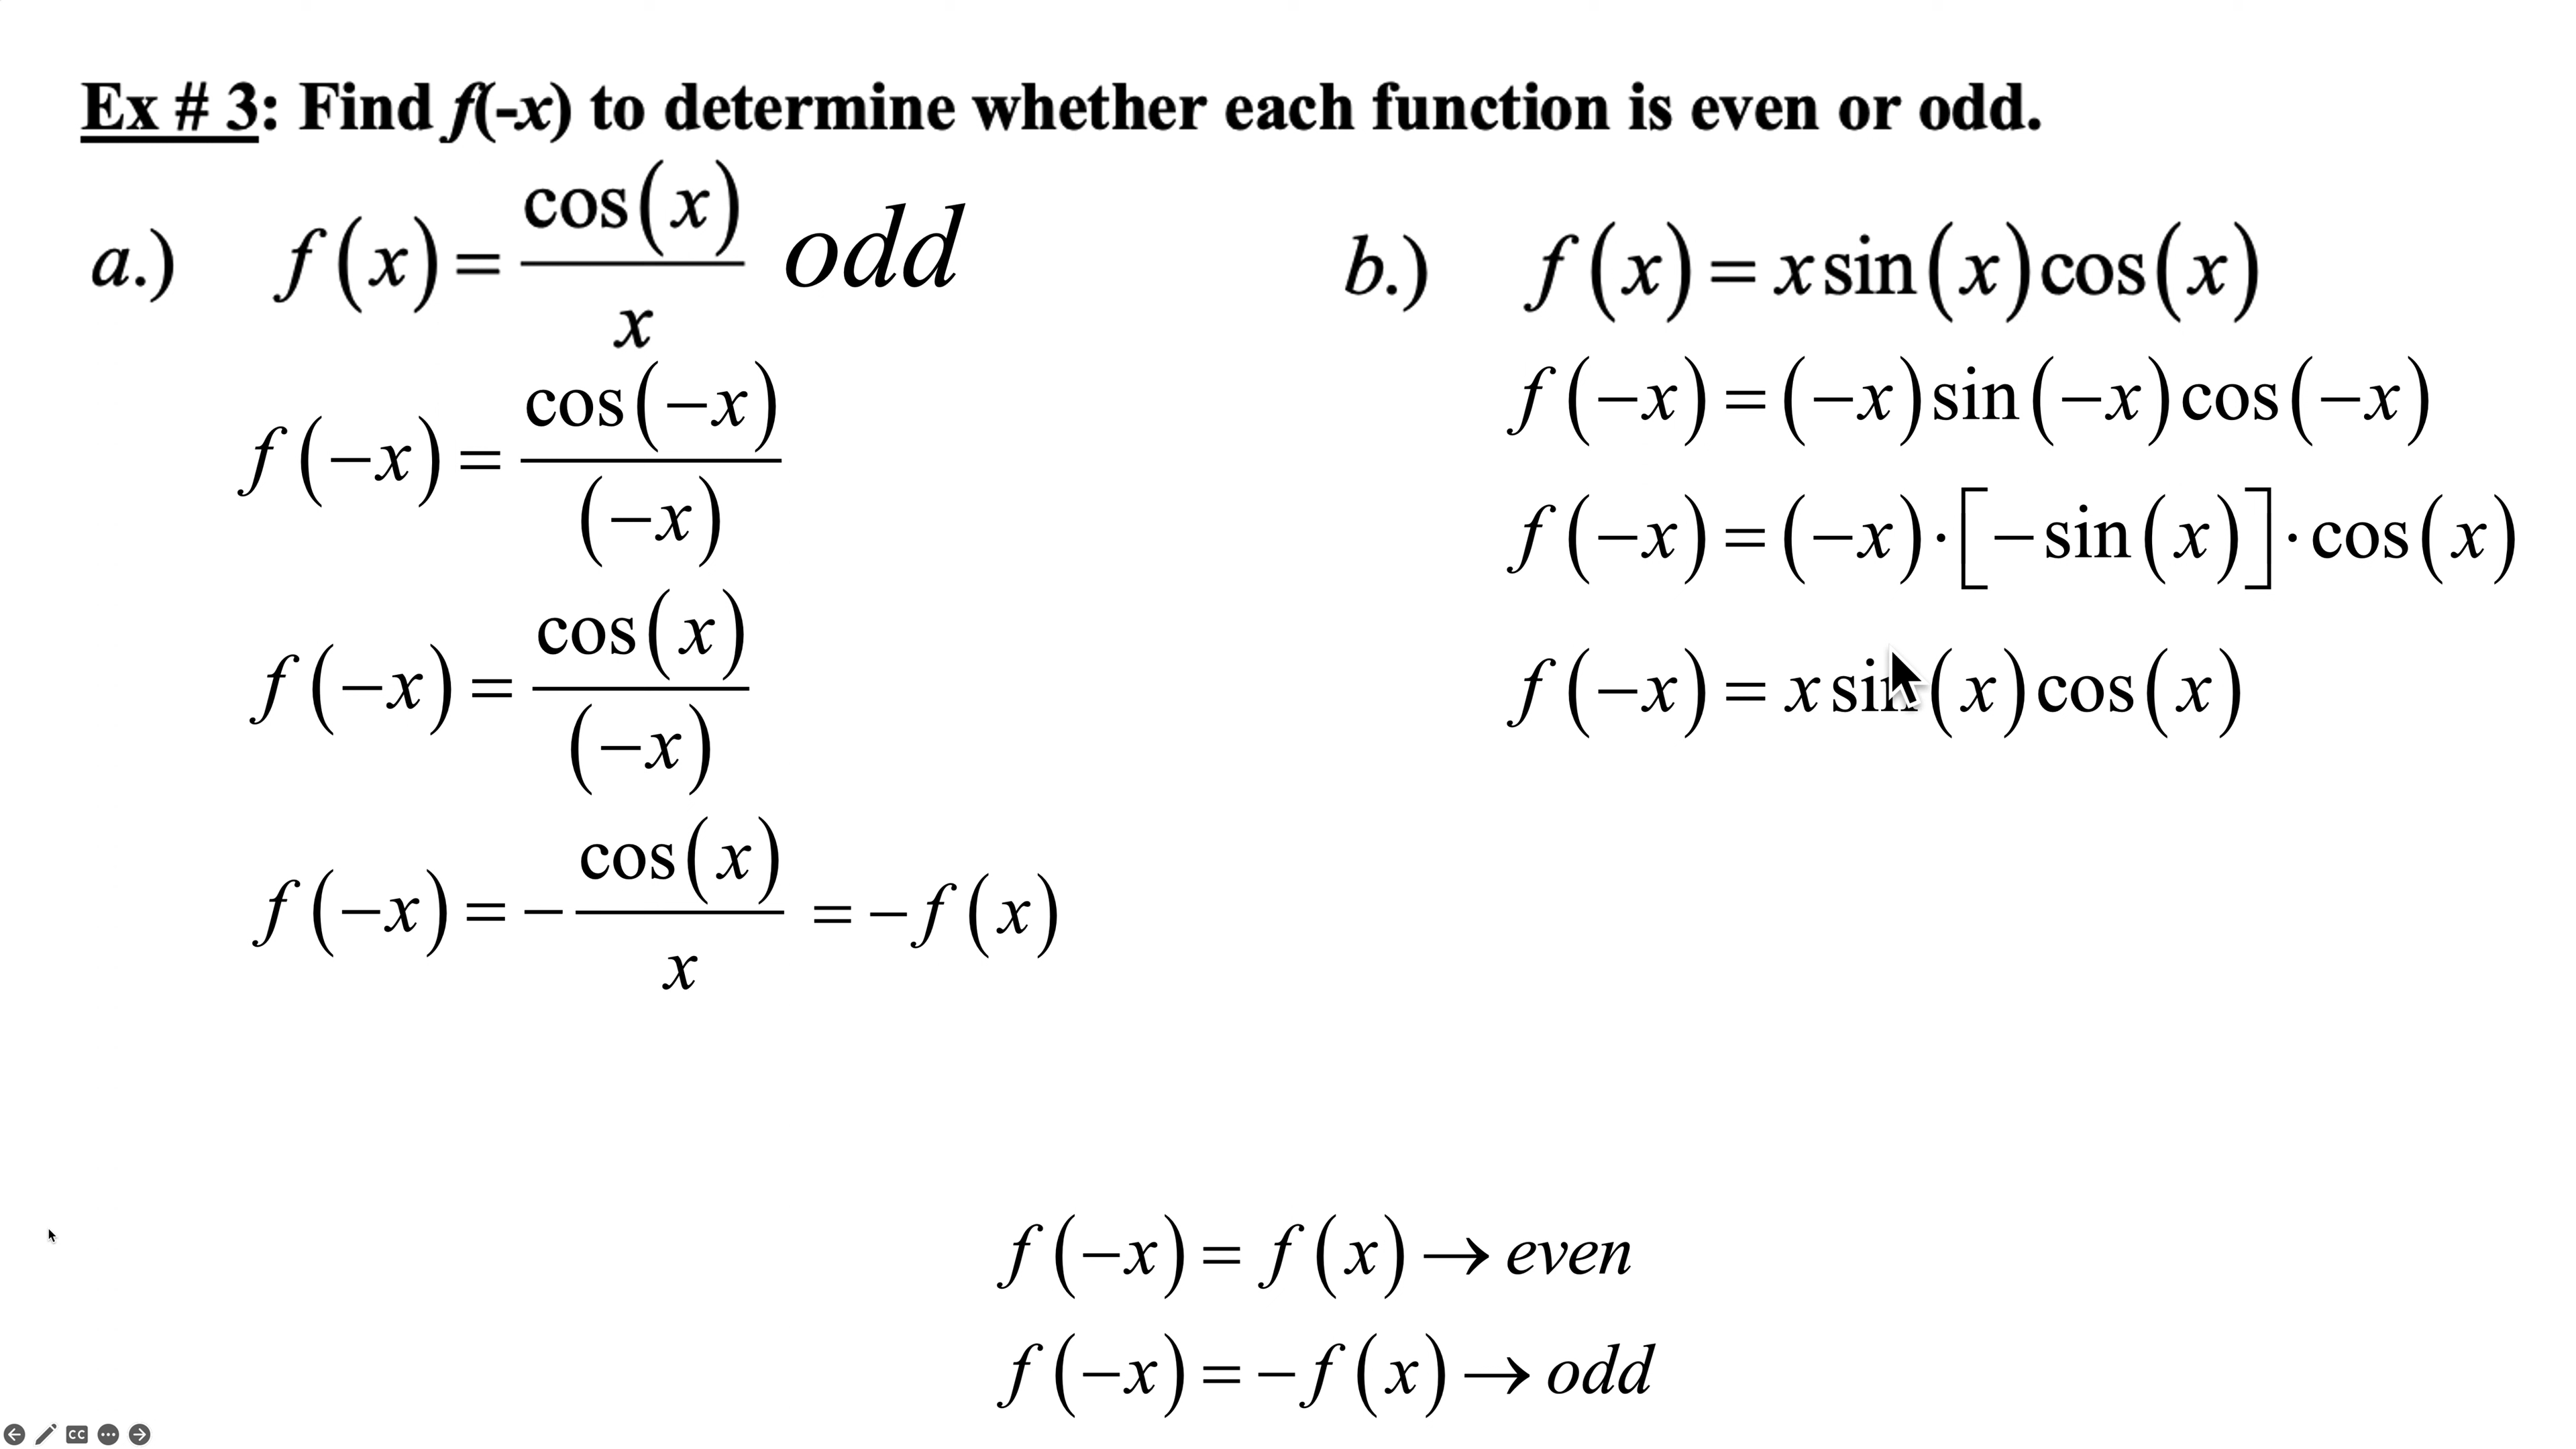 Ex # 3: Find f(-x) to determine whether each function is even or odd.
a.) f(x) = cos(x)/x odd
f(−x) = cos(−x)/(−x)
f(−x) = cos(x)/(−x)
f(−x) = − cos(x)/x = −f(x)
b.) f(x) = x sin(x) cos(x)
f(−x) = (−x) sin(−x) cos(−x)
f(−x) = (−x)·[−sin(x)]·cos(x)
f(−x) = x sin(x) cos(x)
f(−x) = f(x) → even
f(−x) = −f(x) → odd
CC